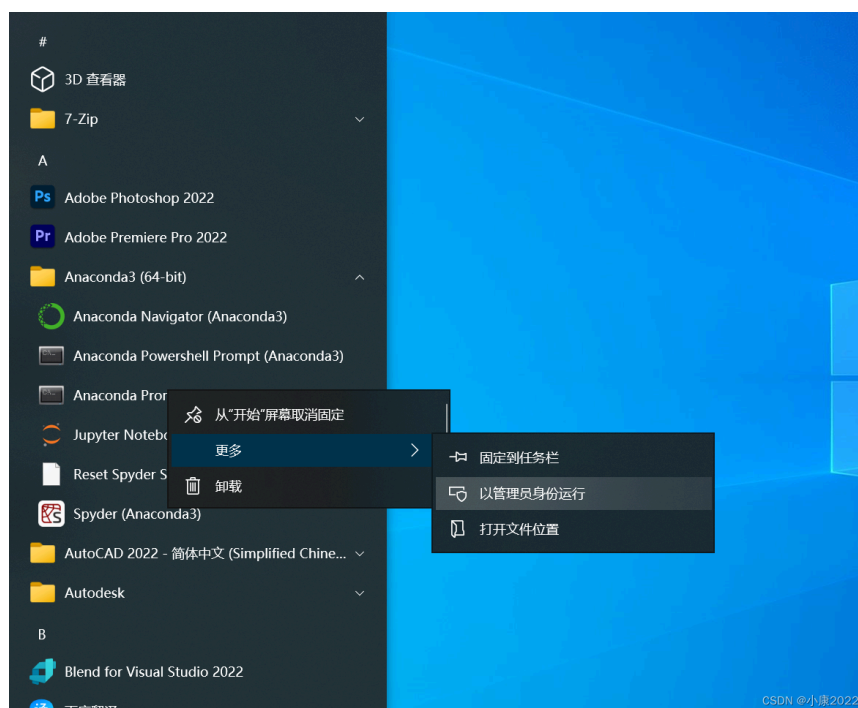 #
3D 查看器
7-Zip
A
Ps Adobe Photoshop 2022
Pr Adobe Premiere Pro 2022
Anaconda3 (64-bit)
Anaconda Navigator (Anaconda3)
Anaconda Powershell Prompt (Anaconda3)
Anaconda Pro
从"开始"屏幕取消固定
Jupyter Notebo
更多
固定到任务栏
Reset Spyder S
卸载
以管理员身份运行
Spyder (Anaconda3)
打开文件位置
AutoCAD 2022 - 简体中文 (Simplified Chine...
Autodesk
B
Blend for Visual Studio 2022
CSDN @小康2022